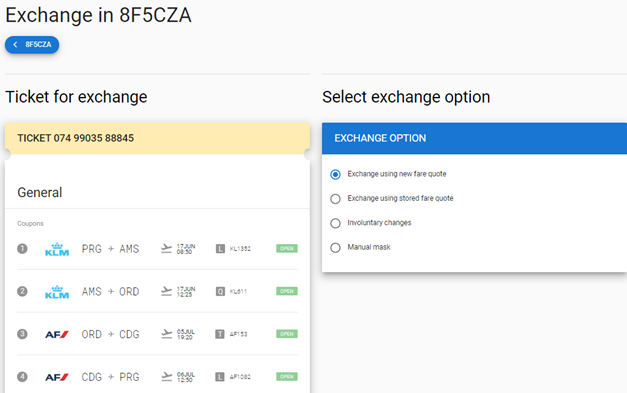 Exchange in 8F5CZA
8F5CZA
Ticket for exchange
TICKET 074 99035 88845
General
Coupons
1 KLM PRG AMS 17JUN 08:50 L KL1352 OPEN
2 KLM AMS ORD 17JUN 12:25 Q KL611 OPEN
3 AF ORD CDG 05JUL 19:20 T AF153 OPEN
4 AF CDG PRG 06JUL 12:50 L AF1082 OPEN
Select exchange option
EXCHANGE OPTION
Exchange using new fare quote
Exchange using stored fare quote
Involuntary changes
Manual mask